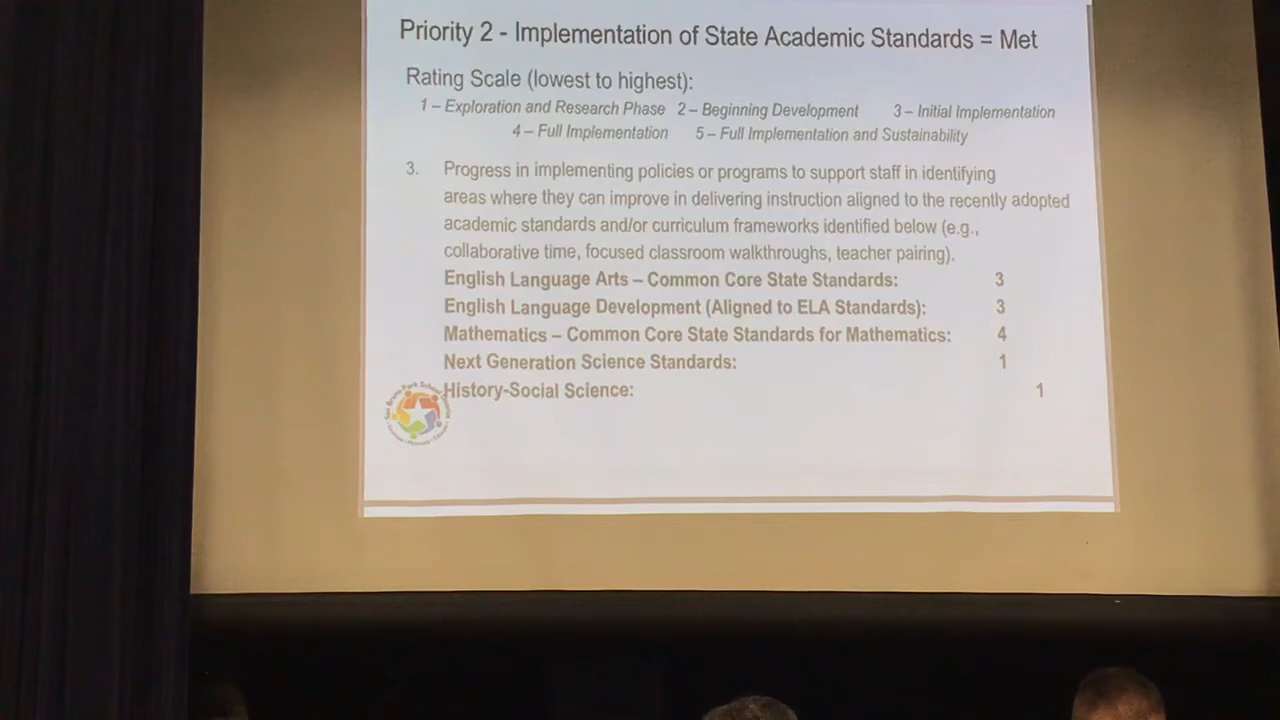 Priority 2 - Implementation of State Academic Standards = Met
Rating Scale (lowest to highest):
1 – Exploration and Research Phase 2 – Beginning Development 3 – Initial Implementation
4 – Full Implementation 5 – Full Implementation and Sustainability
3. Progress in implementing policies or programs to support staff in identifying
areas where they can improve in delivering instruction aligned to the recently adopted
academic standards and/or curriculum frameworks identified below (e.g.,
collaborative time, focused classroom walkthroughs, teacher pairing).
English Language Arts – Common Core State Standards: 3
English Language Development (Aligned to ELA Standards): 3
Mathematics – Common Core State Standards for Mathematics: 4
Next Generation Science Standards: 1
History-Social Science: 1
San Bruno Park School District